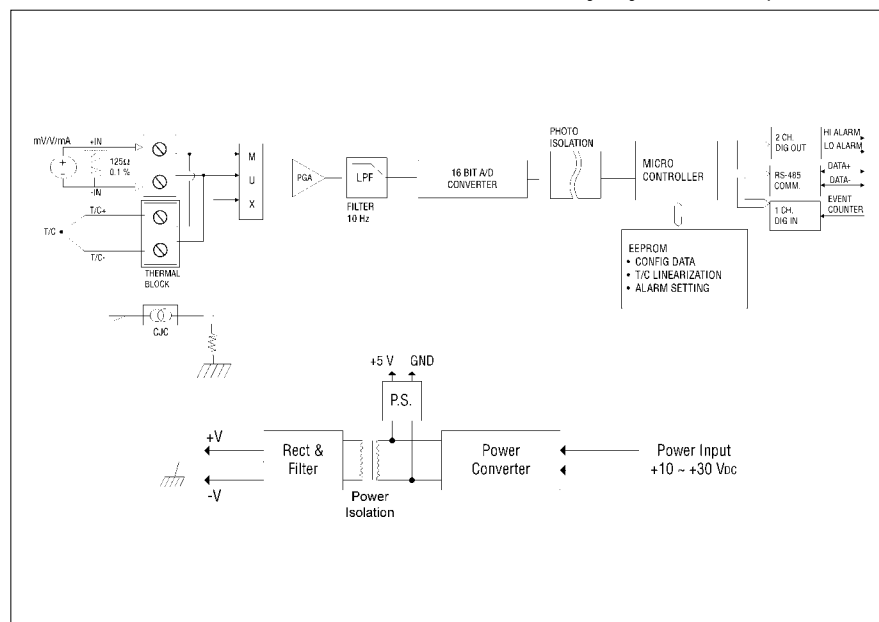 mV/V/mA
+IN
125Ω
0.1 %
-IN
T/C+
T/C
T/C-
THERMAL
BLOCK
CJC
M
U
X
PGA
LPF
FILTER
10 Hz
16 BIT A/D
CONVERTER
PHOTO
ISOLATION
MICRO
CONTROLLER
EEPROM
• CONFIG DATA
• T/C LINEARIZATION
• ALARM SETTING
2 CH.
DIG OUT
HI ALARM
LO ALARM
RS-485
COMM.
DATA+
DATA-
1 CH.
DIG IN
EVENT
COUNTER
+5 V
GND
P.S.
+V
-V
Rect &
Filter
Power
Isolation
Power
Converter
Power Input
+10 ~ +30 VDC